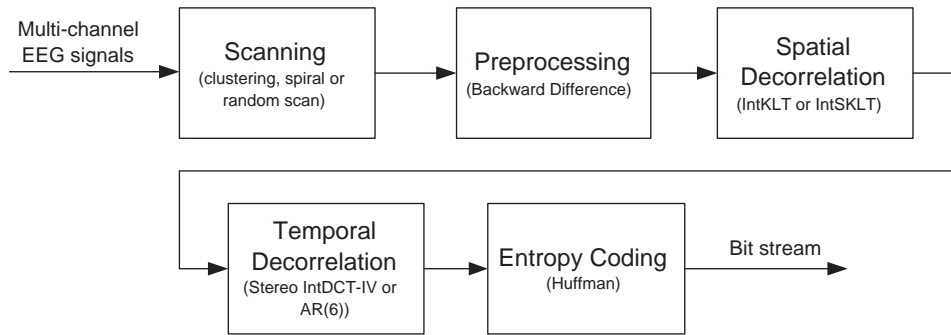 Multi-channel
EEG signals
Scanning
(clustering, spiral or
random scan)
Preprocessing
(Backward Difference)
Spatial
Decorrelation
(IntKLT or IntSKLT)
Temporal
Decorrelation
(Stereo IntDCT-IV or
AR(6))
Entropy Coding
(Huffman)
Bit stream